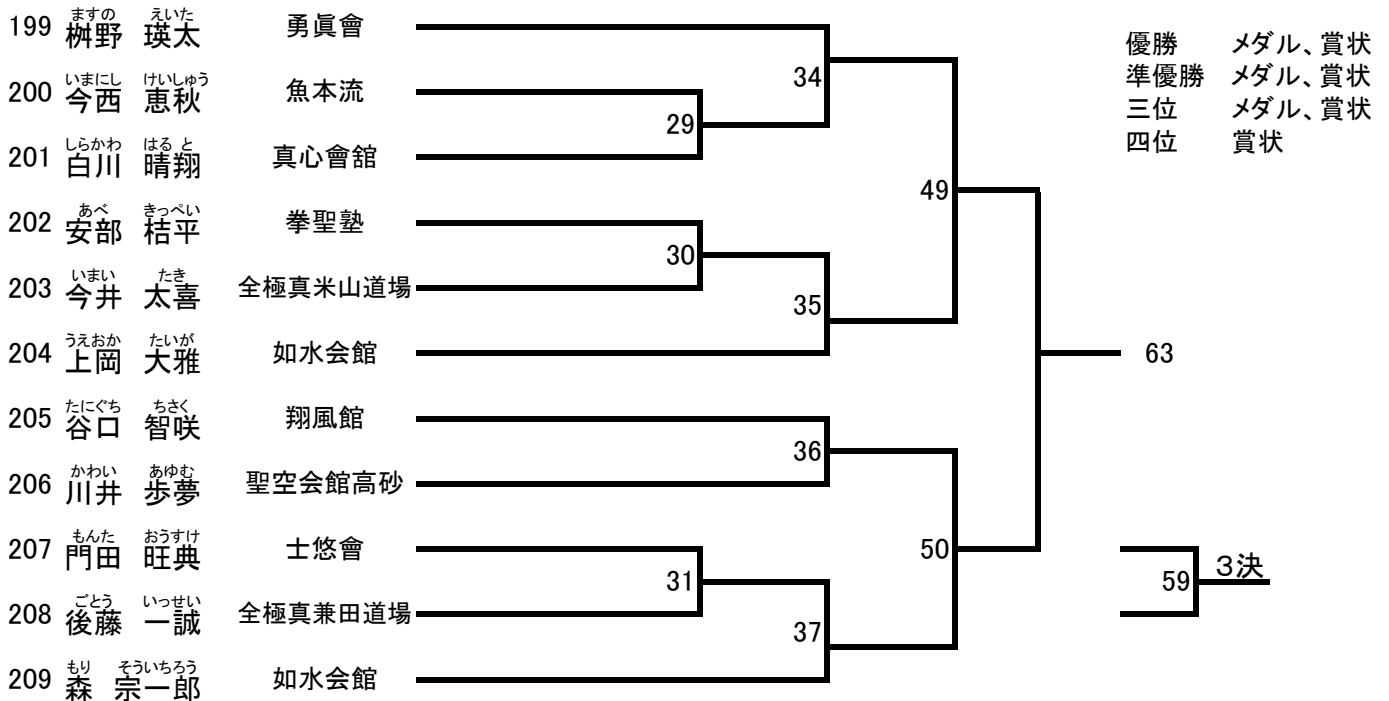 ますの えいた
199 桝野 瑛太 勇眞會
いまにし けいしゅう
200 今西 恵秋 魚本流
しらかわ はると
201 白川 晴翔 真心會舘
あべ きっぺい
202 安部 桔平 拳聖塾
いまい たき
203 今井 太喜 全極真米山道場
うえおか たいが
204 上岡 大雅 如水会館
たにぐち ちさく
205 谷口 智咲 翔風館
かわい あゆむ
206 川井 歩夢 聖空会館高砂
もんた おうすけ
207 門田 旺典 士悠會
ごとう いっせい
208 後藤 一誠 全極真兼田道場
もり そういちろう
209 森 宗一郎 如水会館
29
30
31
34
35
36
37
49
50
63
59 3決
優勝 メダル、賞状
準優勝 メダル、賞状
三位 メダル、賞状
四位 賞状